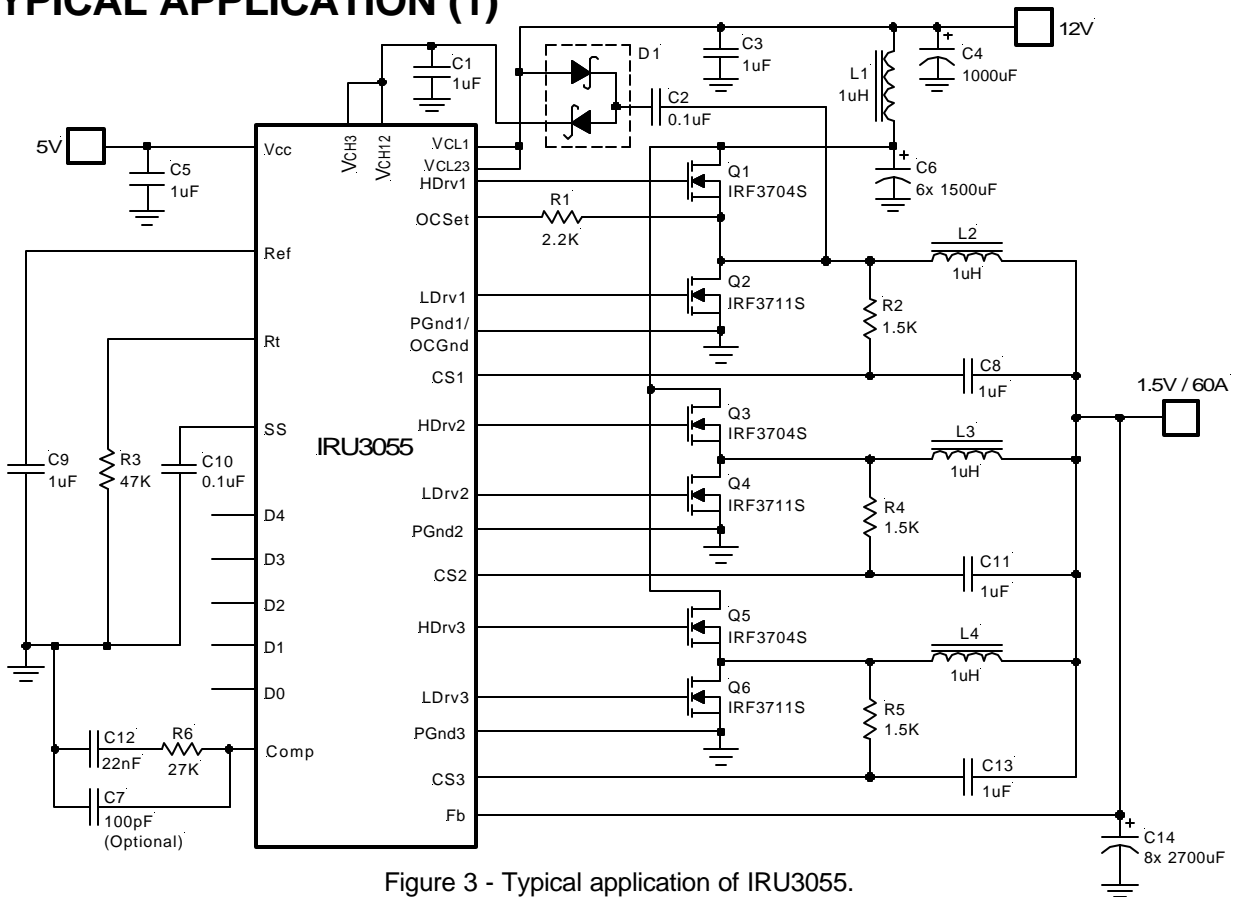 YPICAL APPLICATION (1)
12V
C1
1uF
D1
C3
1uF
L1
1uH
C4
1000uF
C2
0.1uF
5V
C5
1uF
Vcc
VCH3
VCH12
VCL1
VCL23
HDrv1
Q1
IRF3704S
C6
6x 1500uF
R1
2.2K
OCSet
Ref
L2
1uH
LDrv1
Q2
IRF3711S
R2
1.5K
PGnd1/
OCGnd
Rt
CS1
C8
1uF
1.5V / 60A
Q3
IRF3704S
HDrv2
SS
IRU3055
L3
1uH
C9
1uF
R3
47K
C10
0.1uF
LDrv2
Q4
IRF3711S
R4
1.5K
D4
PGnd2
D3
CS2
C11
1uF
D2
HDrv3
Q5
IRF3704S
D1
L4
1uH
D0
LDrv3
Q6
IRF3711S
R5
1.5K
C12
22nF
R6
27K
Comp
PGnd3
CS3
C13
1uF
C7
100pF
(Optional)
Fb
C14
8x 2700uF
Figure 3 - Typical application of IRU3055.